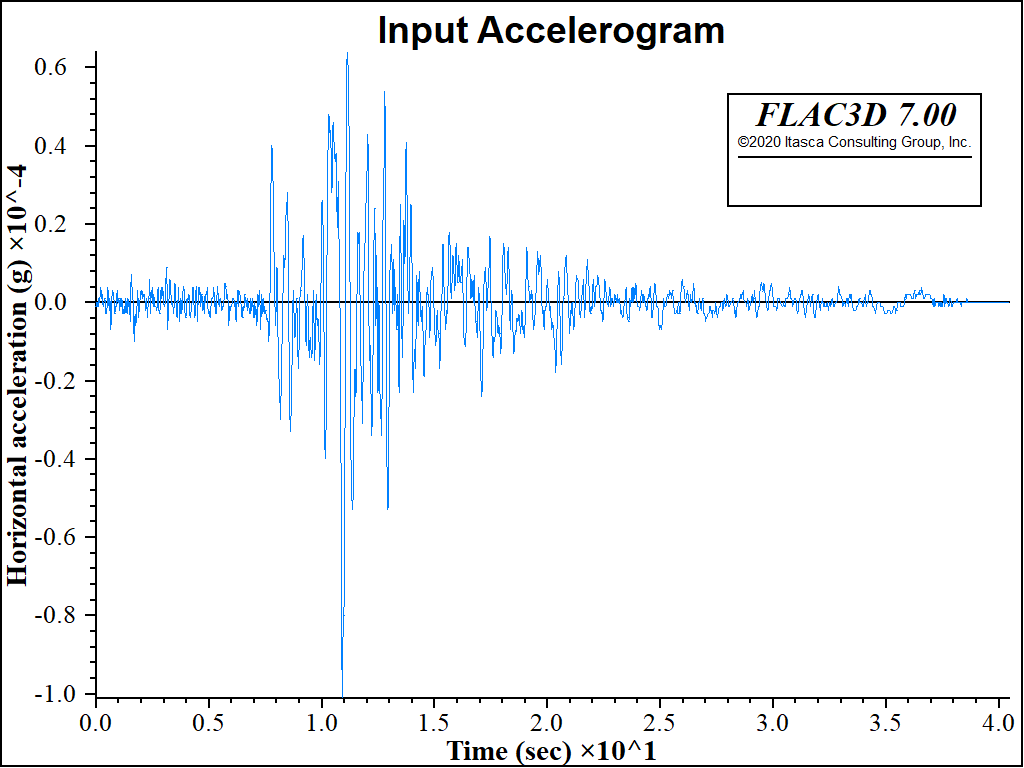 Input Accelerogram
FLAC3D 7.00
©2020 Itasca Consulting Group, Inc.
Horizontal acceleration (g) ×10^-4
0.6
0.4
0.2
0.0
-0.2
-0.4
-0.6
-0.8
-1.0
0.0 0.5 1.0 1.5 2.0 2.5 3.0 3.5 4.0
Time (sec) ×10^1